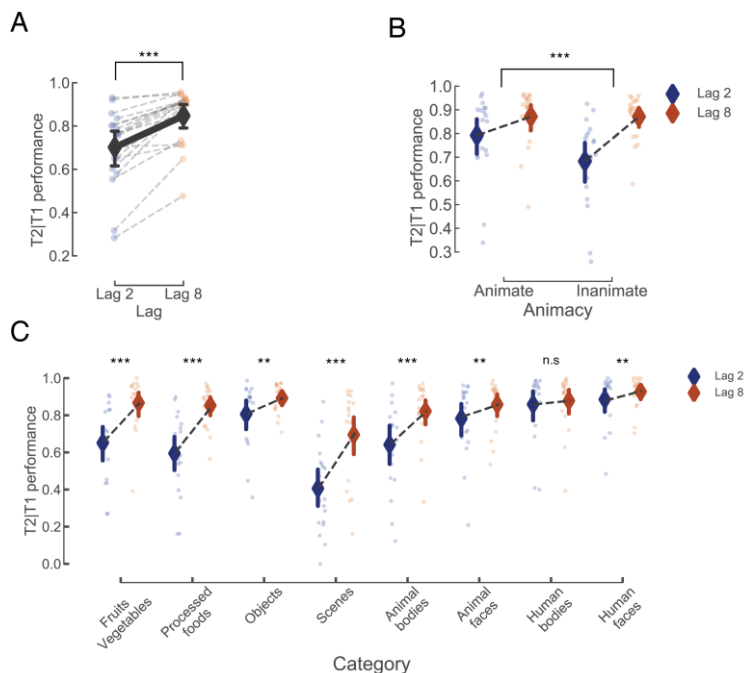 A
***
T2|T1 performance
1.0
0.8
0.6
0.4
0.2
Lag 2
Lag 8
Lag
B
***
T2|T1 performance
1.0
0.9
0.8
0.7
0.6
0.5
0.4
0.3
Animate
Inanimate
Animacy
Lag 2
Lag 8
C
***
***
**
***
***
**
n.s
**
T2|T1 performance
1.0
0.8
0.6
0.4
0.2
0.0
Fruits
Vegetables
Processed
foods
Objects
Scenes
Animal
bodies
Animal
faces
Human
bodies
Human
faces
Category
Lag 2
Lag 8